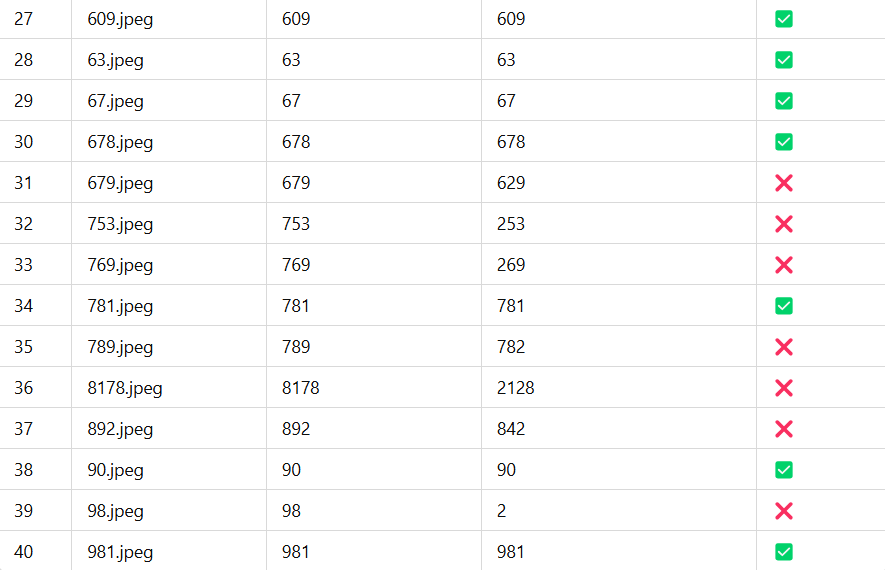 27 609.jpeg 609 609 ✅
28 63.jpeg 63 63 ✅
29 67.jpeg 67 67 ✅
30 678.jpeg 678 678 ✅
31 679.jpeg 679 629 ❌
32 753.jpeg 753 253 ❌
33 769.jpeg 769 269 ❌
34 781.jpeg 781 781 ✅
35 789.jpeg 789 782 ❌
36 8178.jpeg 8178 2128 ❌
37 892.jpeg 892 842 ❌
38 90.jpeg 90 90 ✅
39 98.jpeg 98 2 ❌
40 981.jpeg 981 981 ✅